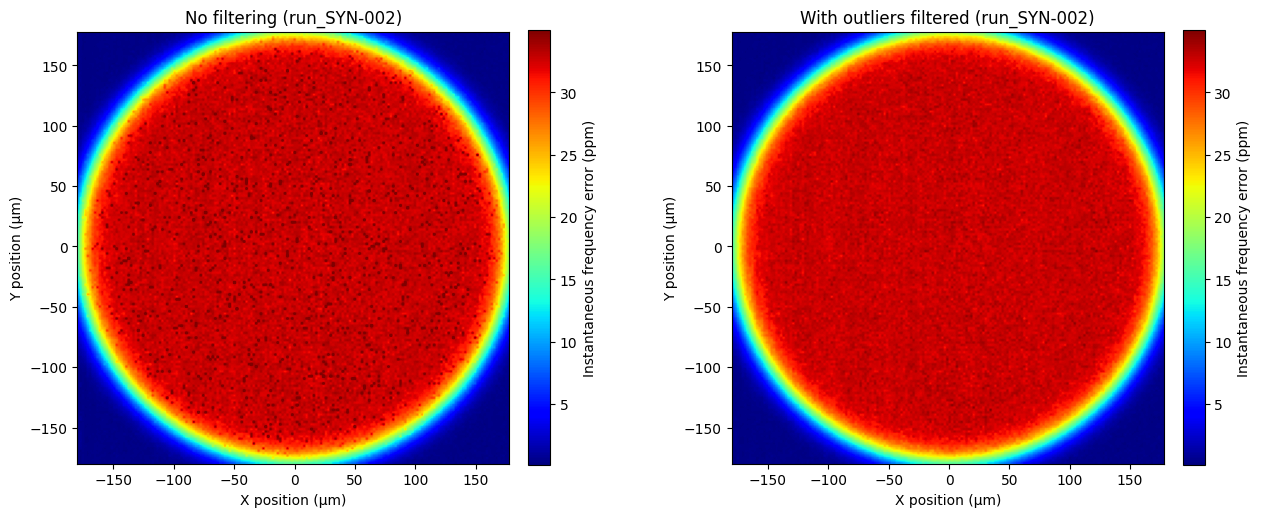 No filtering (run_SYN-002)
150
100
50
0
−50
−100
−150
Y position (μm)
−150 −100 −50 0 50 100 150
X position (μm)
30
25
20
15
10
5
Instantaneous frequency error (ppm)
With outliers filtered (run_SYN-002)
150
100
50
0
−50
−100
−150
Y position (μm)
−150 −100 −50 0 50 100 150
X position (μm)
30
25
20
15
10
5
Instantaneous frequency error (ppm)